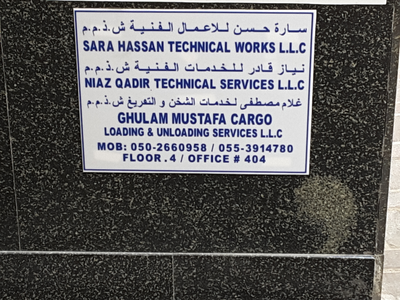 سارة حسن للاعمال الفنية ش.ذ.م.م
SARA HASSAN TECHNICAL WORKS L.L.C
نياز قادر للخدمات الفنية ش.ذ.م.م
NIAZ QADIR TECHNICAL SERVICES L.L.C
غلام مصطفى لخدمات الشحن و التفريغ ش.ذ.م.م
GHULAM MUSTAFA CARGO
LOADING & UNLOADING SERVICES L.L.C
MOB: 050-2660958 / 055-3914780
FLOOR.4 / OFFICE # 404